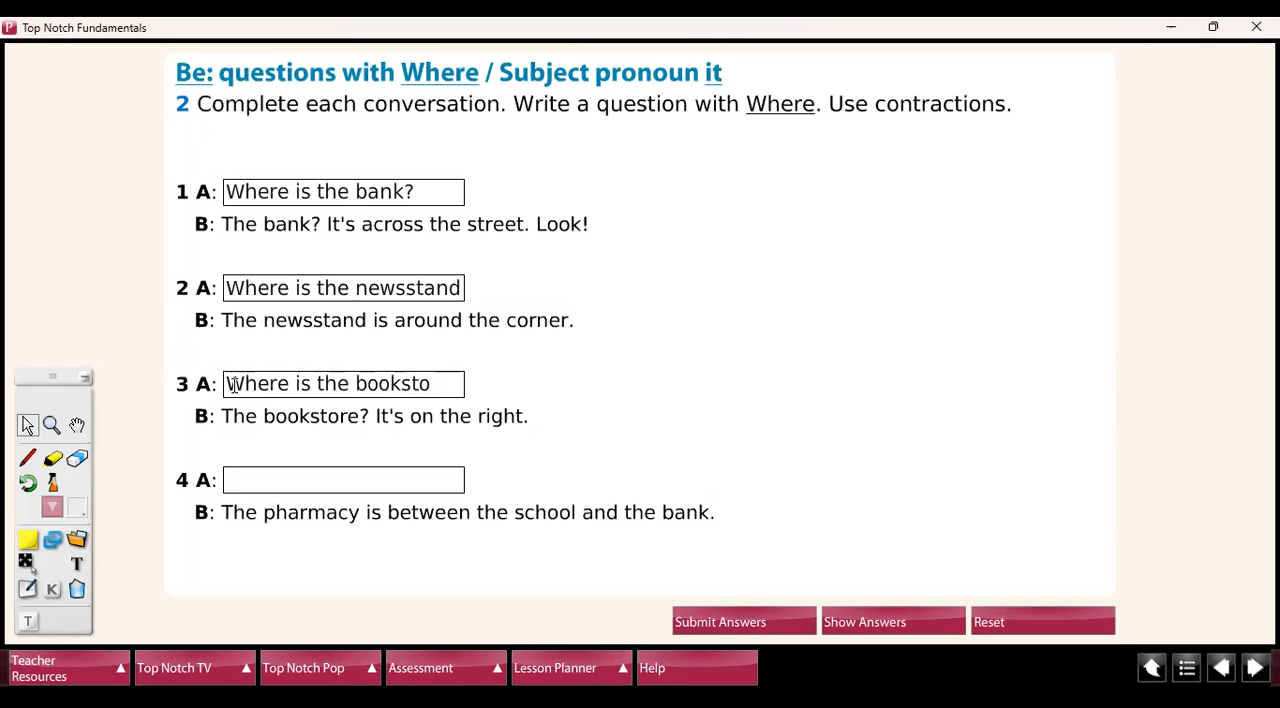 Top Notch Fundamentals
Be: questions with Where / Subject pronoun it
2 Complete each conversation. Write a question with Where. Use contractions.
1 A: Where is the bank?
B: The bank? It's across the street. Look!
2 A: Where is the newsstand
B: The newsstand is around the corner.
3 A: Where is the booksto
B: The bookstore? It's on the right.
4 A:
B: The pharmacy is between the school and the bank.
T
K
T
Submit Answers
Show Answers
Reset
Teacher
Resources
Top Notch TV
Top Notch Pop
Assessment
Lesson Planner
Help